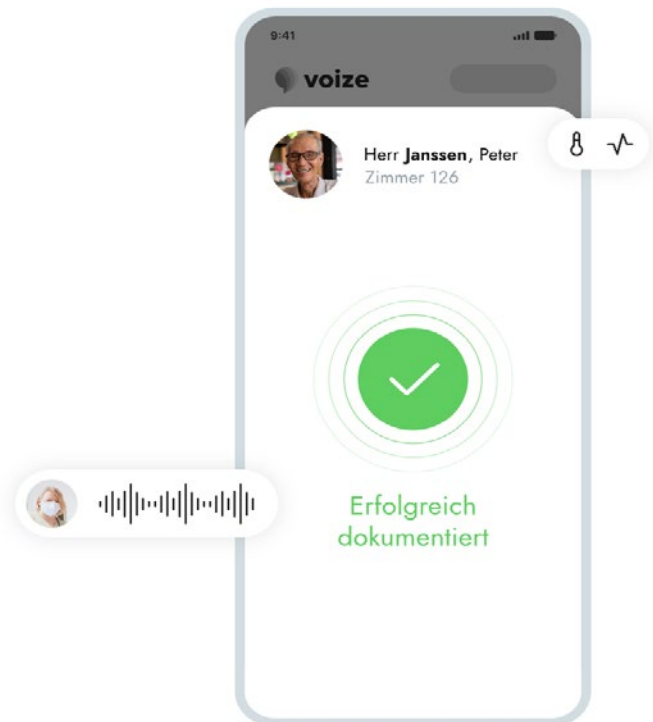 9:41
voize
Herr Janssen, Peter
Zimmer 126
Erfolgreich
dokumentiert